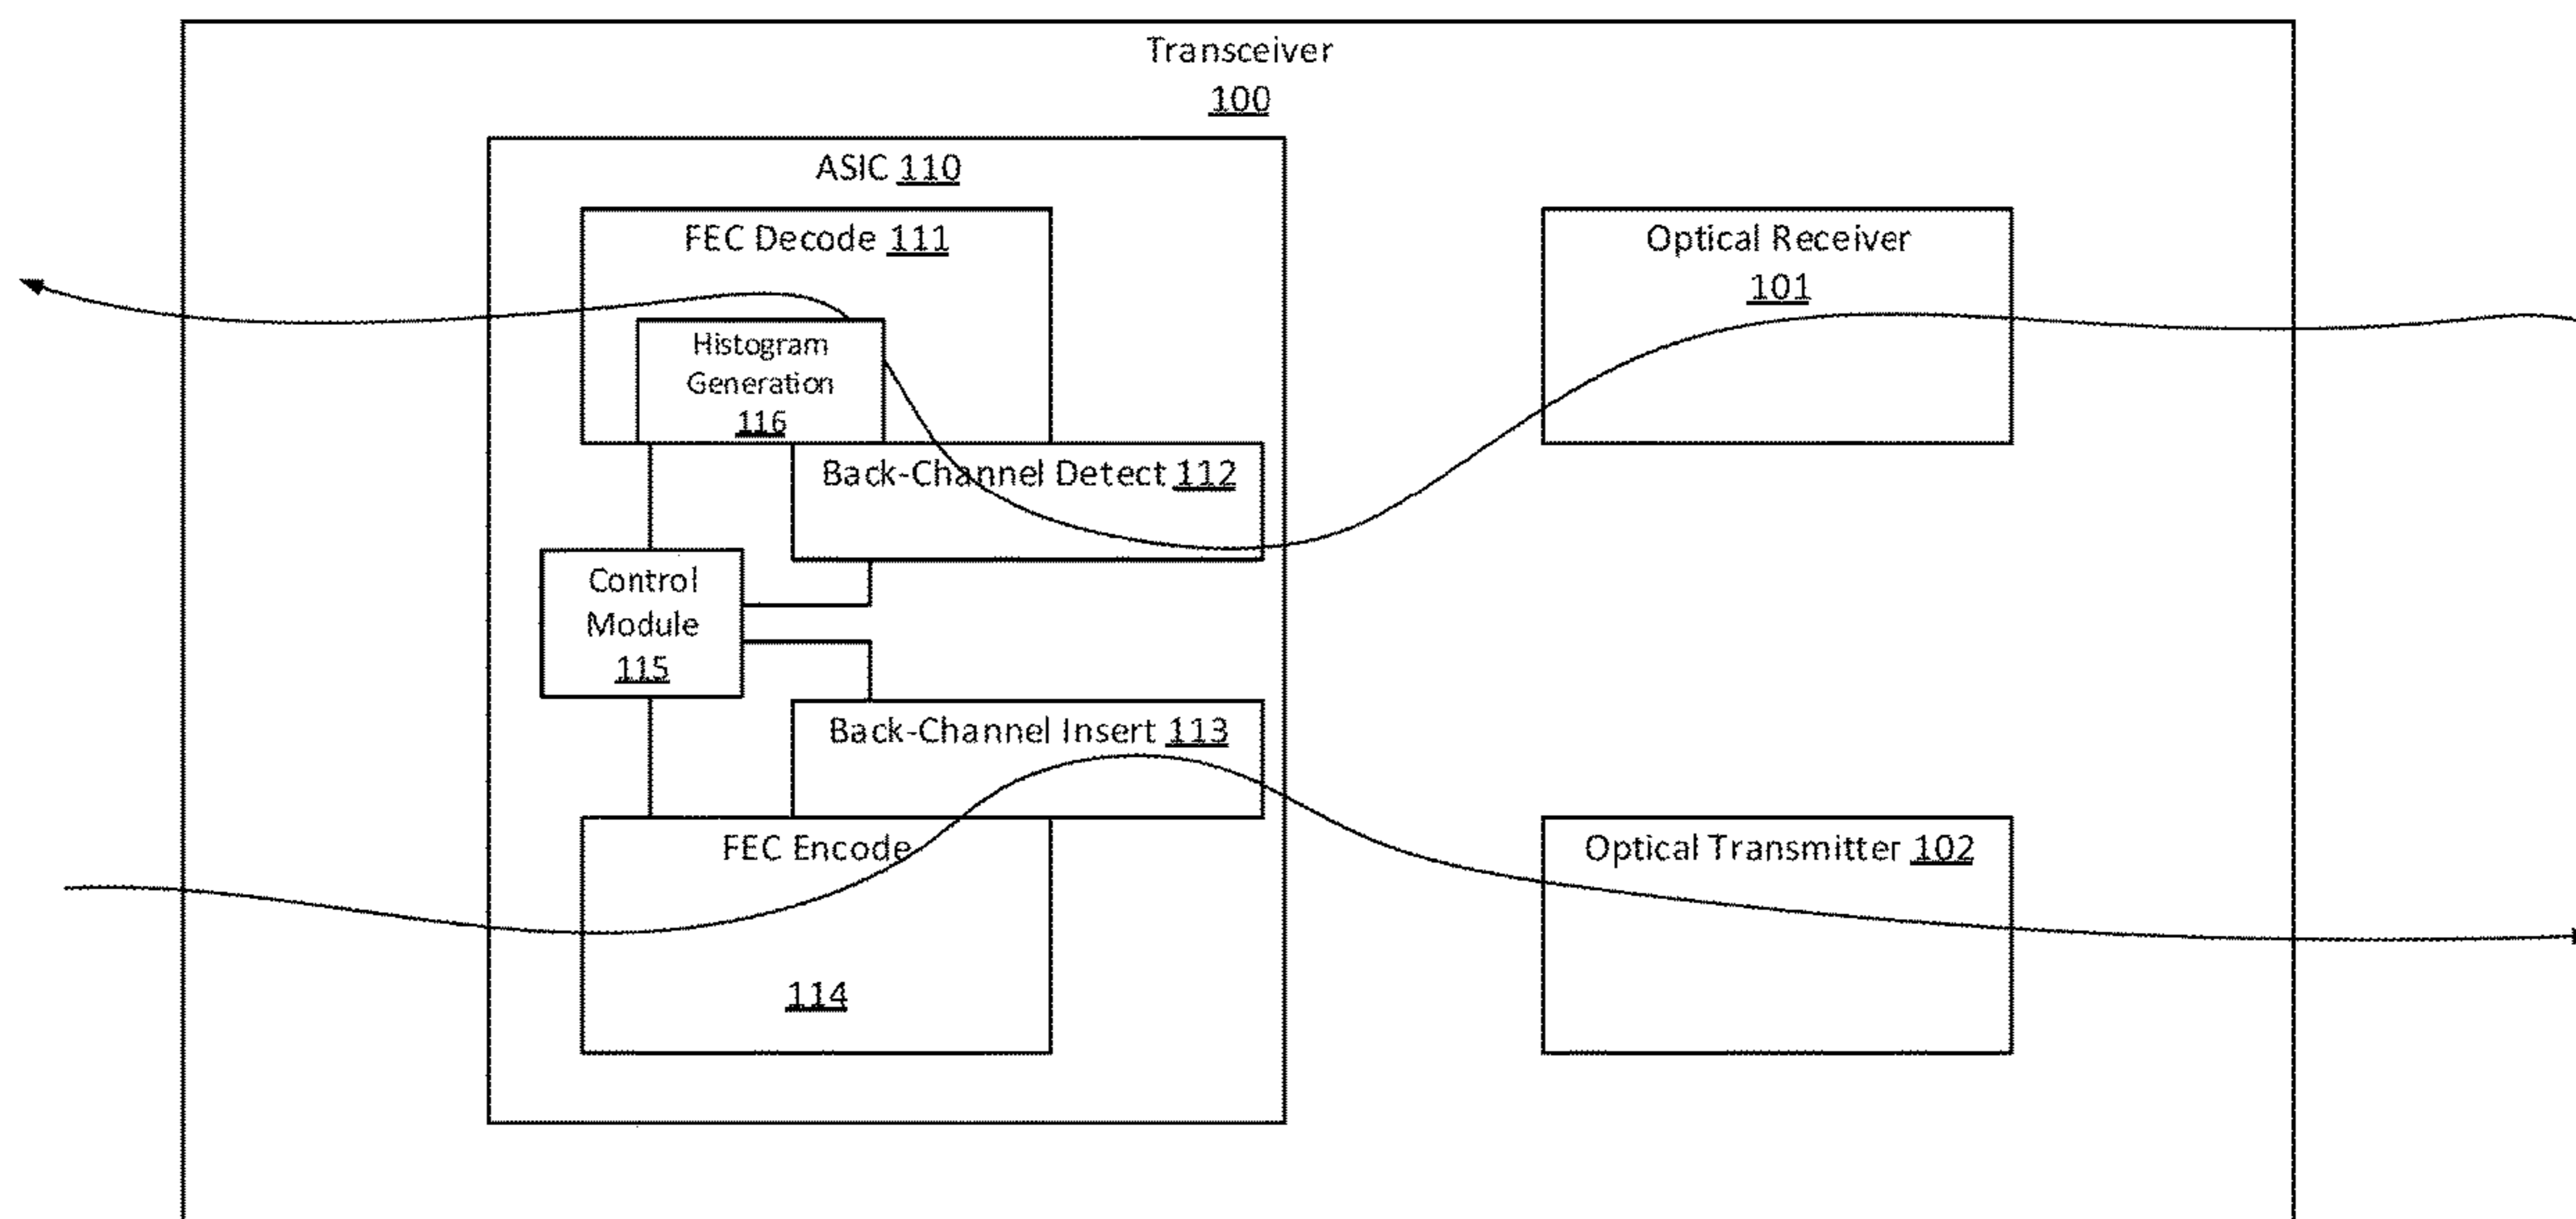 Transceiver
100
ASIC 110
FEC Decode 111
Histogram
Generation
116
Back-Channel Detect 112
Control
Module
115
Back-Channel Insert 113
FEC Encode
114
Optical Receiver
101
Optical Transmitter 102